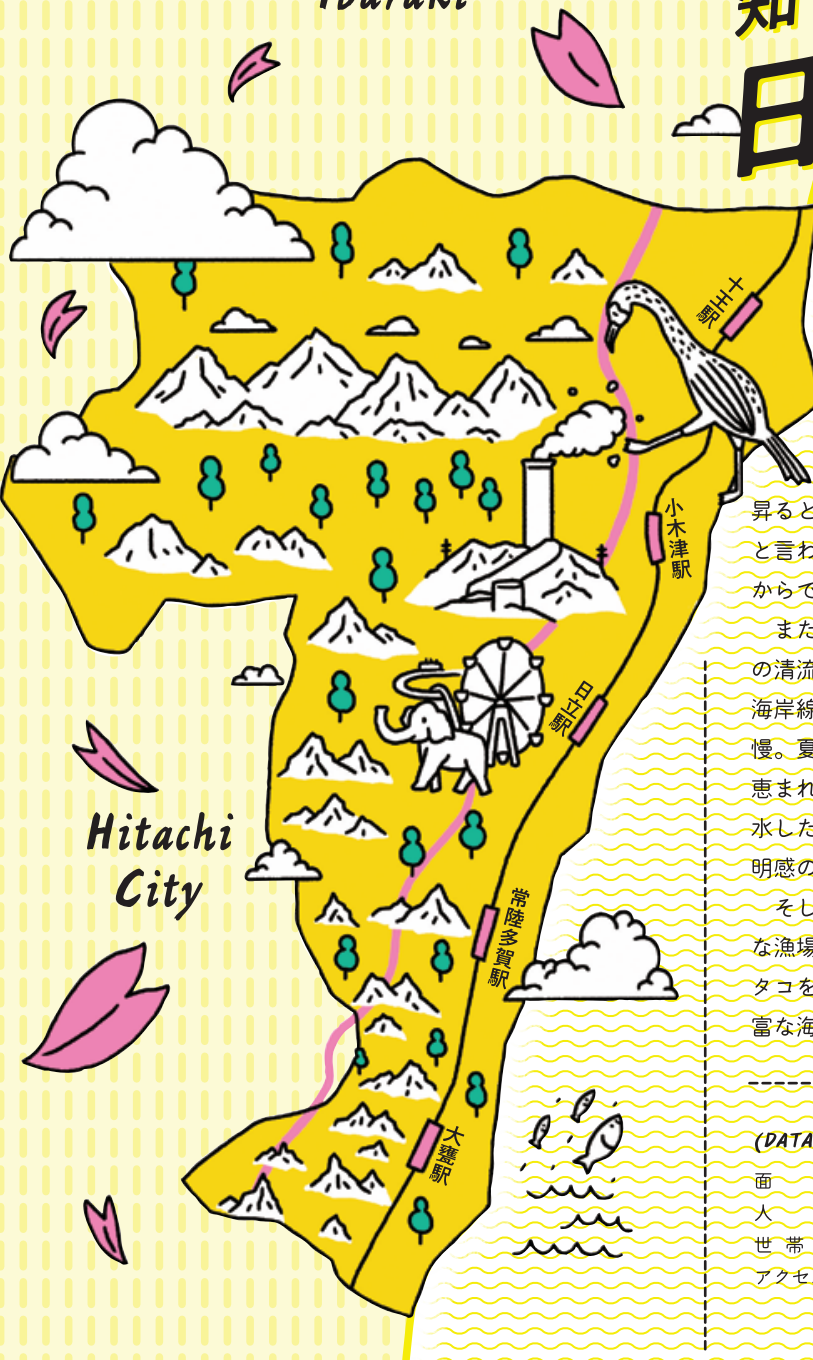 Ibaraki
知
日
十王駅
小木津駅
日立駅
常陸多賀駅
大甕駅
Hitachi
City
昇ると
と言わ
からで
また
の清流
海岸線
慢。夏
恵まれ
水した
明感の
そし
な漁場
タコを
富な海
(DATA
面
人
世 帯
アクセ